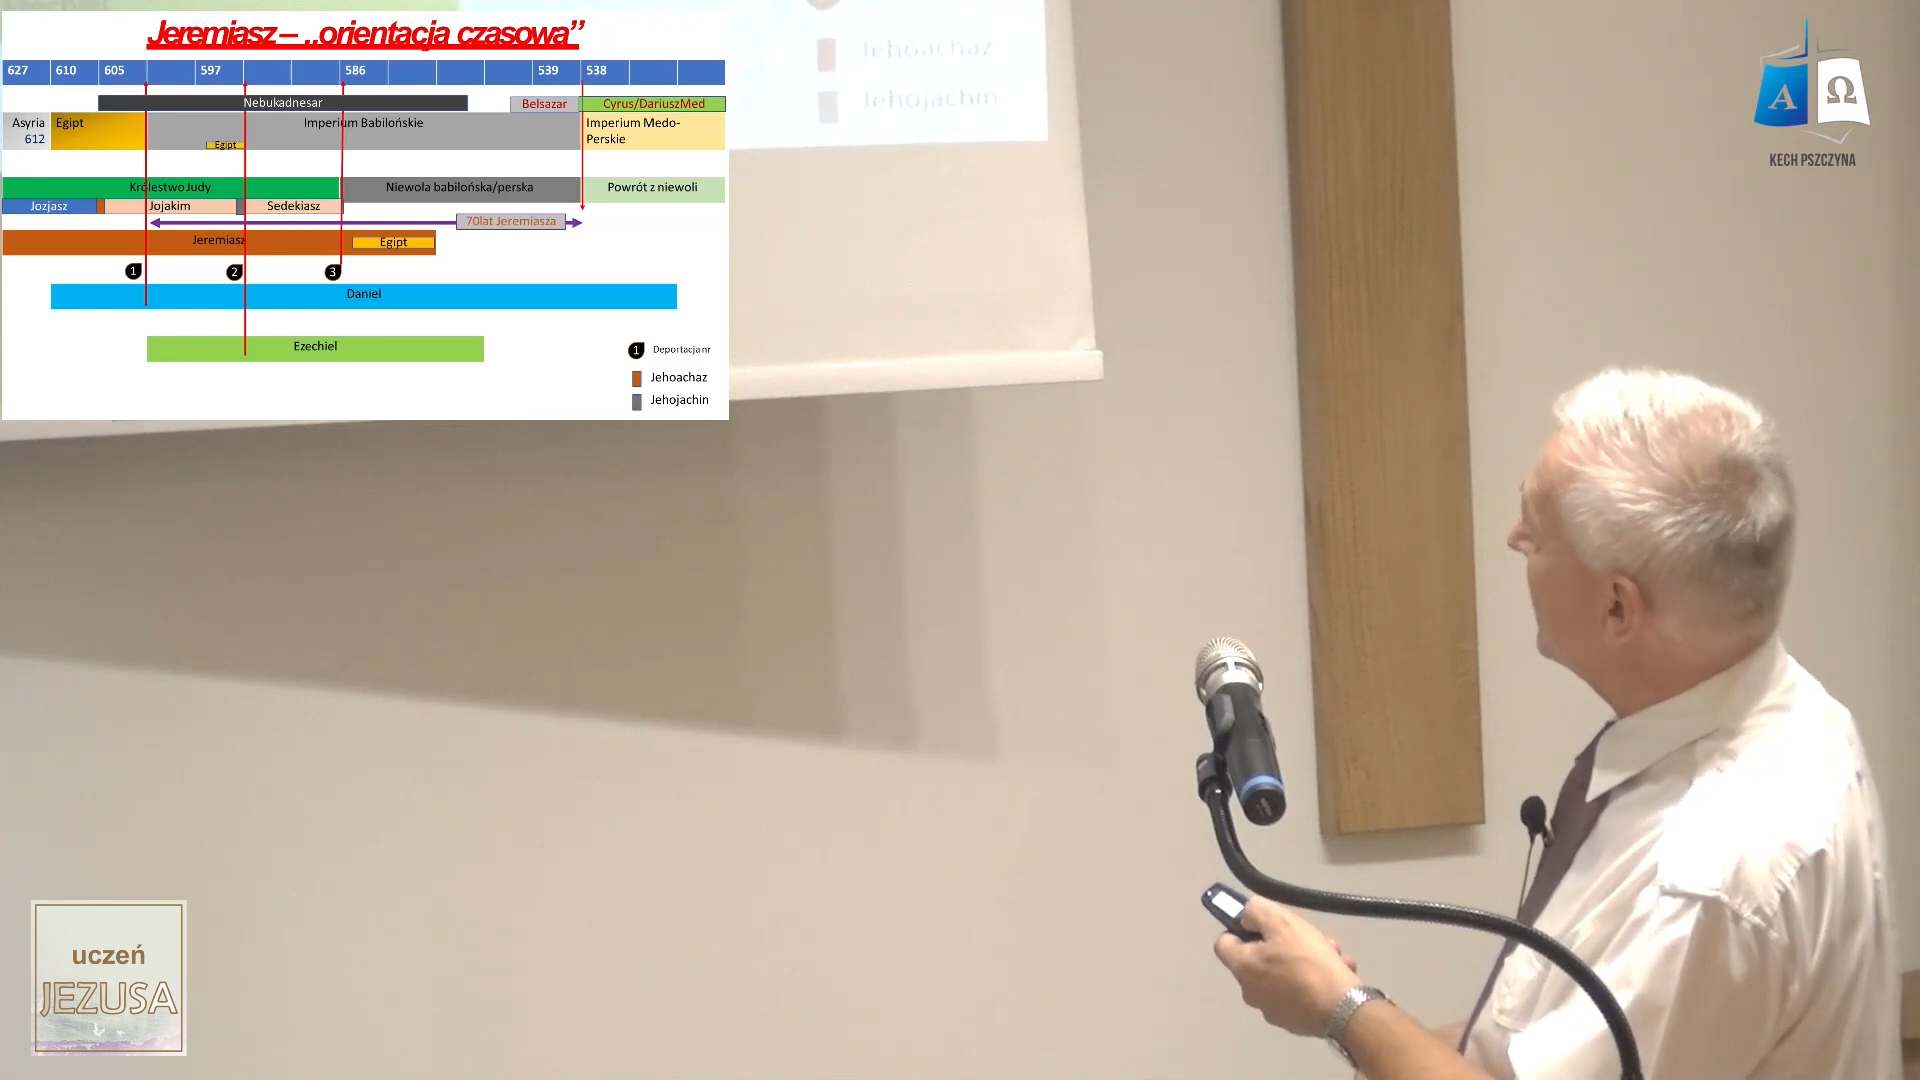 Jeremiasz – „orientacja czasowa”
627 610 605 597 586 539 538
Nebukadnesar
Belsazar
Cyrus/DariuszMed
Asyria
612
Egipt
Imperium Babilońskie
Egipt
Imperium Medo-
Perskie
Królestwo Judy
Niewola babilońska/perska
Powrót z niewoli
Jozjasz
Jojakim
Sedekiasz
70lat Jeremiasza
Jeremiasz
Egipt
1
2
3
Daniel
Ezechiel
1 Deportacja nr
Jehoachaz
Jehojachin
Jehoachaz
Jehojachin
A Ω
KECH PSZCZYNA
uczeń
JEZUSA